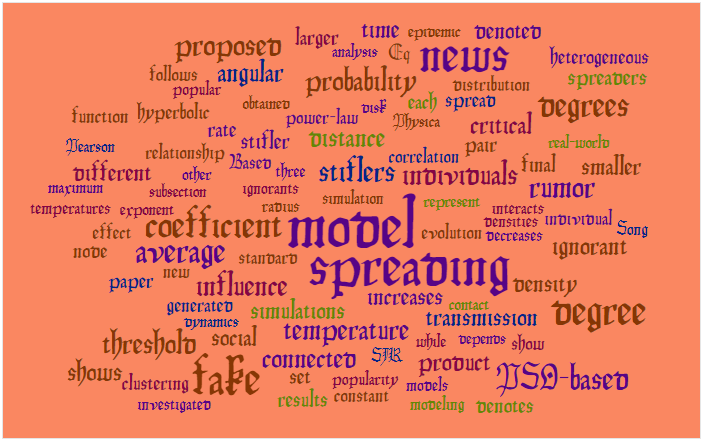 larger time epidemic denoted
proposed analysis Eq news heterogeneous
follows angular probability distribution spreaders
popular obtained disk each spread degrees
function hyperbolic power-law Physica critical
rate stifler distance pair real-world
Pearson relationship Based stiflers correlation final smaller
different other three individuals rumor
maximum subsection ignorants simulation represent interacts
temperatures exponent radius model densities individual Song
effect coefficient evolution decreases ignorant
node average standard spreading density
paper new influence increases contact
generated simulations transmission degree
dynamics social temperature while depends show
threshold connected SIR product
shows clustering fake set popularity models PSO-based
investigated results constant modeling denotes